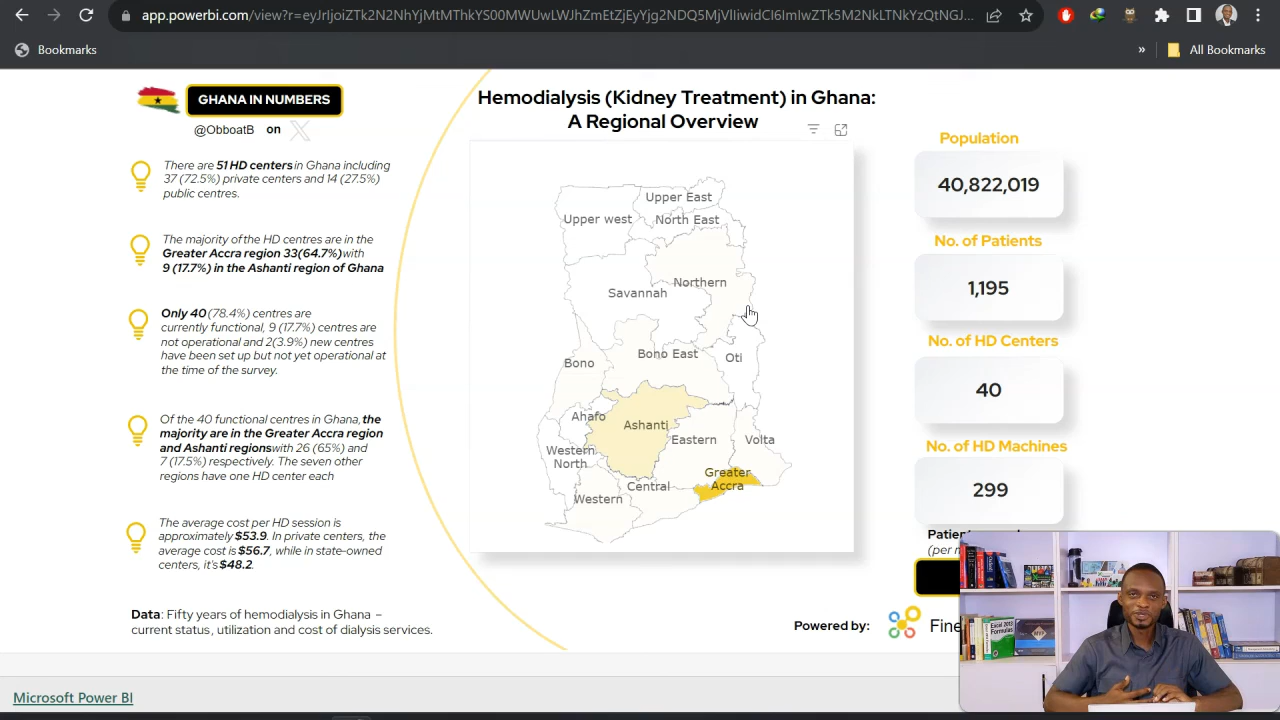 app.powerbi.com/view?r=eyJrIjoiZTk2N2NhYjMtMThkYS00MWUwLWJhZmEtZjEyYjg2NDQ5MjVlIiwidCI6ImIwZTk5M2NkLTNkYzQtNGJ...
Bookmarks
»
All Bookmarks
GHANA IN NUMBERS
@ObboatB on X
Hemodialysis (Kidney Treatment) in Ghana:
A Regional Overview
There are 51 HD centers in Ghana including
37 (72.5%) private centers and 14 (27.5%)
public centres.
The majority of the HD centres are in the
Greater Accra region 33(64.7%) with
9 (17.7%) in the Ashanti region of Ghana
Only 40 (78.4%) centres are
currently functional, 9 (17.7%) centres are
not operational and 2 (3.9%) new centres
have been set up but not yet operational at
the time of the survey.
Of the 40 functional centres in Ghana, the
majority are in the Greater Accra region
and Ashanti regions with 26 (65%) and
7 (17.5%) respectively. The seven other
regions have one HD center each
The average cost per HD session is
approximately $53.9. In private centers, the
average cost is $56.7, while in state-owned
centers, it's $48.2.
Data: Fifty years of hemodialysis in Ghana –
current status, utilization and cost of dialysis services.
Upper East
Upper west
North East
Northern
Savannah
Bono East
Bono
Oti
Ahafo
Ashanti
Eastern
Volta
Western
North
Greater
Accra
Central
Western
Population
40,822,019
No. of Patients
1,195
No. of HD Centers
40
No. of HD Machines
299
Powered by:
Microsoft Power BI
Excel 2013
Formulas